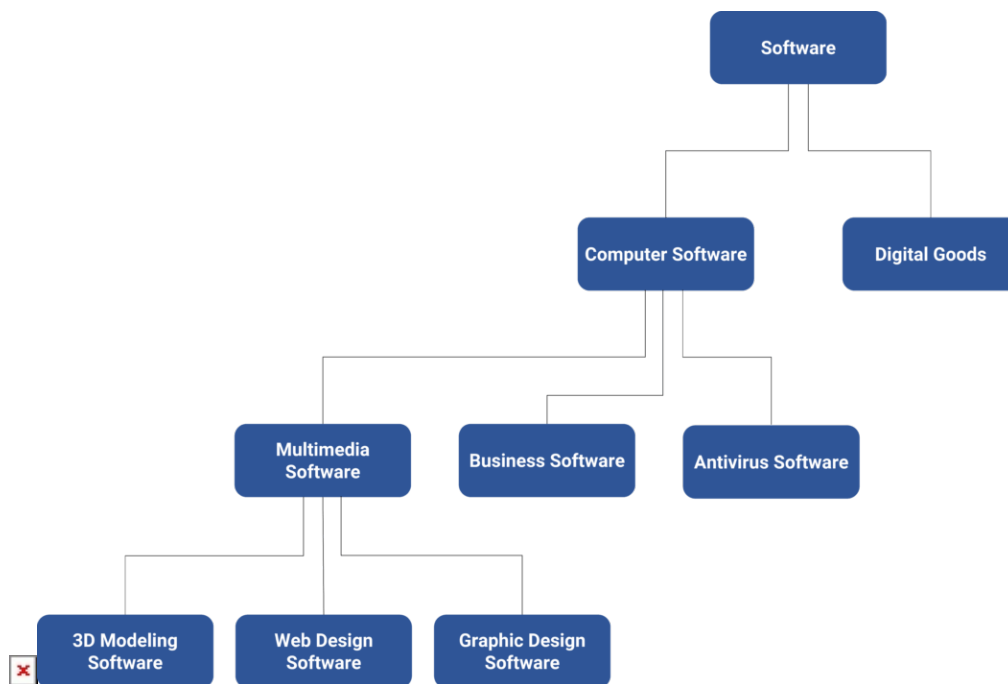 Software
Computer Software
Digital Goods
Multimedia
Software
Business Software
Antivirus Software
3D Modeling
Software
Web Design
Software
Graphic Design
Software